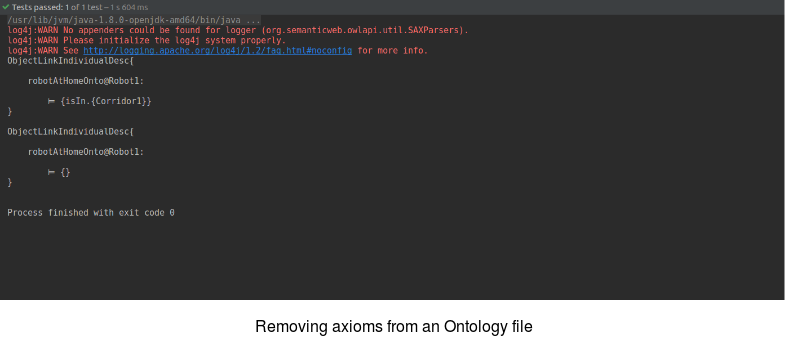 Tests passed: 1 of 1 test – 1 s 604 ms
/usr/lib/jvm/java-1.8.0-openjdk-amd64/bin/java ...
log4j:WARN No appenders could be found for logger (org.semanticweb.owlapi.util.SAXParsers).
log4j:WARN Please initialize the log4j system properly.
log4j:WARN See http://logging.apache.org/log4j/1.2/faq.html#noconfig for more info.
ObjectLinkIndividualDesc{
robotAtHomeOnto@Robot1:
⊨ {isIn.{Corridor1}}
}
ObjectLinkIndividualDesc{
robotAtHomeOnto@Robot1:
⊨ {}
}
Process finished with exit code 0
Removing axioms from an Ontology file